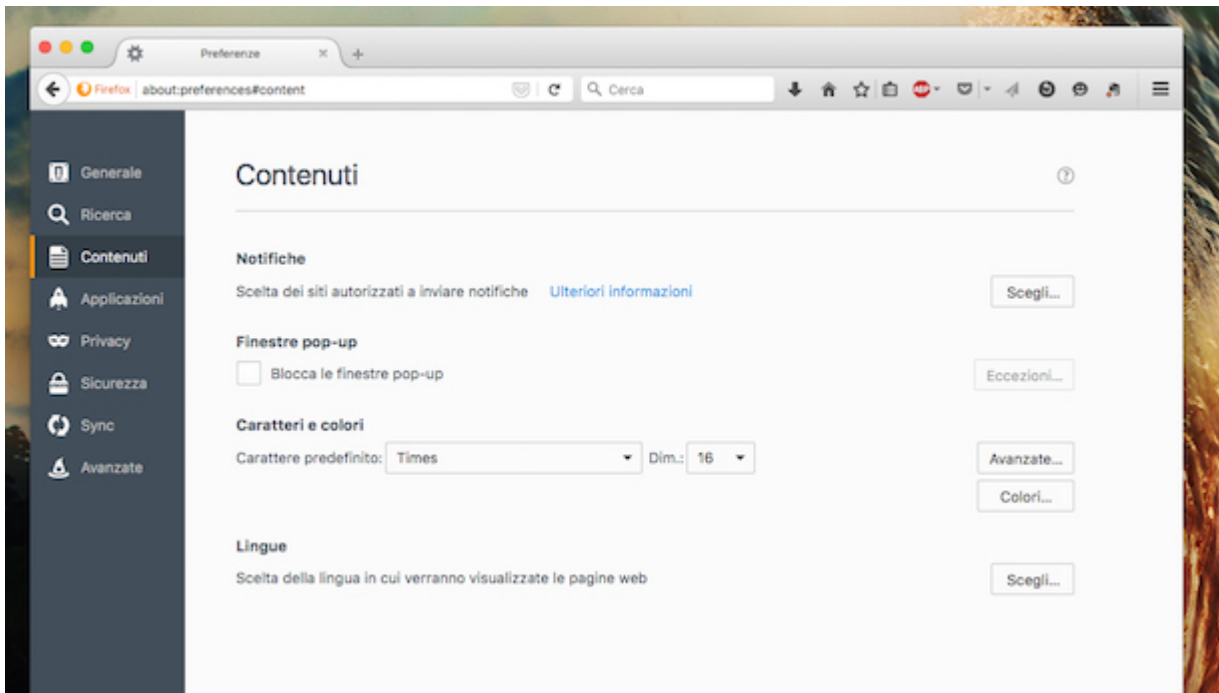 Preferenze
Firefox about:preferences#content
Cerca
Generale
Ricerca
Contenuti
Applicazioni
Privacy
Sicurezza
Sync
Avanzate
Contenuti
Notifiche
Scelta dei siti autorizzati a inviare notifiche Ulteriori informazioni Scegli...
Finestre pop-up
Blocca le finestre pop-up Eccezioni...
Caratteri e colori
Carattere predefinito: Times Dim.: 16 Avanzate...
Colori...
Lingue
Scelta della lingua in cui verranno visualizzate le pagine web Scegli...